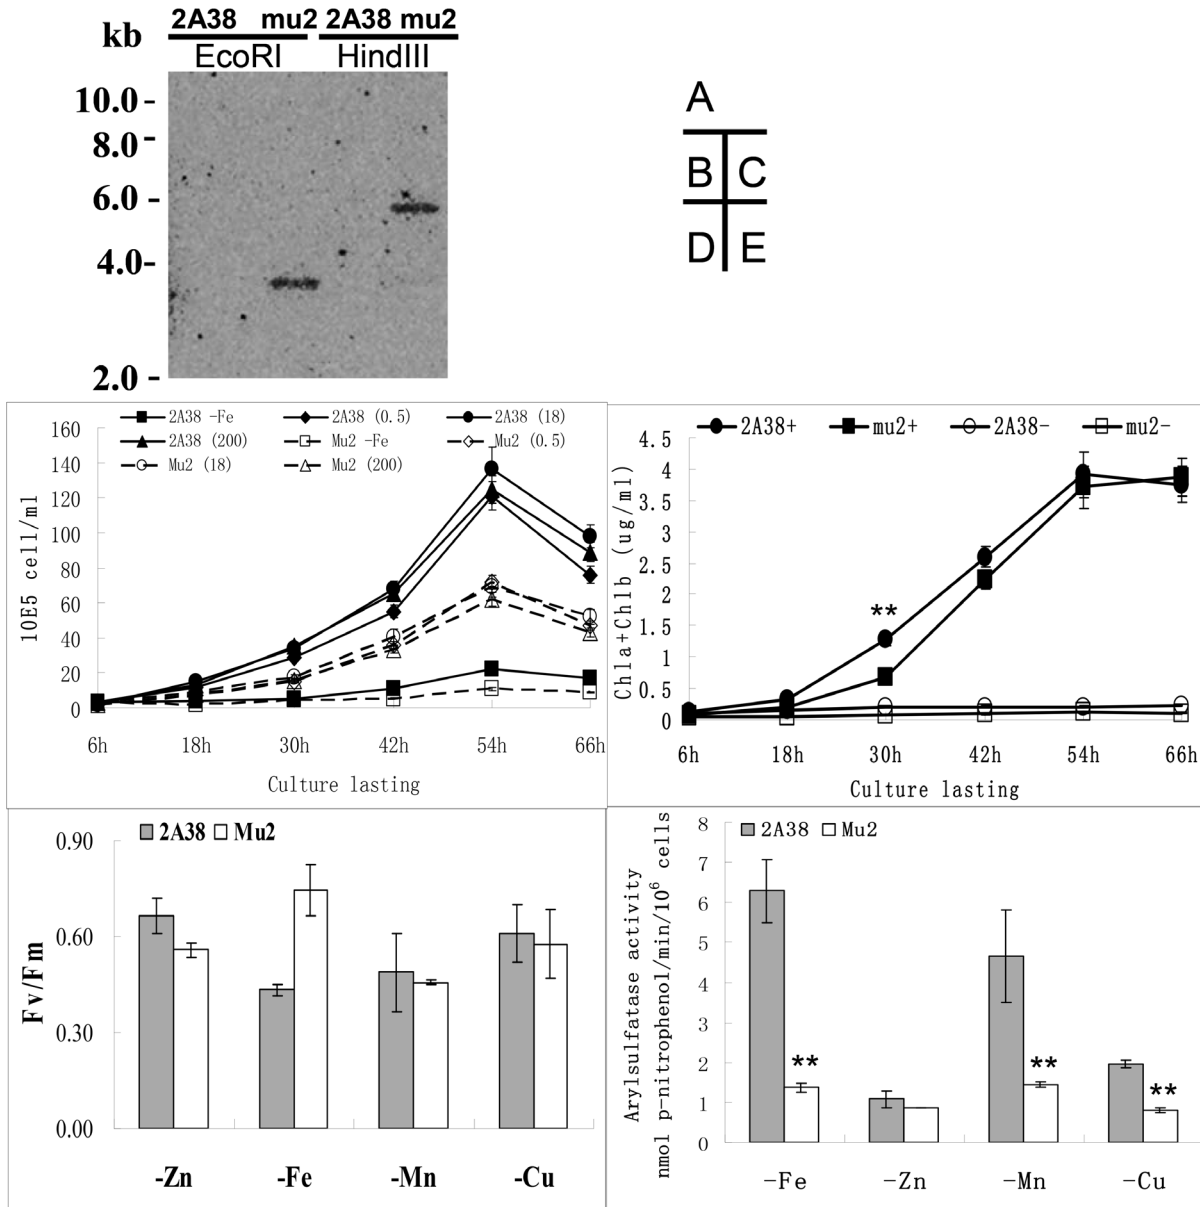 kb
2A38 mu2 2A38 mu2
EcoRI HindIII
10.0 -
8.0 -
6.0 -
4.0-
2.0 -
A
B C
D E
2A38 -Fe 2A38 (0.5) 2A38 (18)
2A38 (200) Mu2 -Fe Mu2 (0.5)
Mu2 (18) Mu2 (200)
10E5 cell/ml
160
140
120
100
80
60
40
20
0
6h 18h 30h 42h 54h 66h
Culture lasting
2A38+ mu2+ 2A38- mu2-
Chla+Chlb (ug/ml)
4.5
4
3.5
3
2.5
2
1.5
1
0.5
0
**
6h 18h 30h 42h 54h 66h
Culture lasting
2A38 Mu2
Fv/Fm
0.90
0.60
0.30
0.00
-Zn -Fe -Mn -Cu
2A38 Mu2
Arylsulfatase activity
nmol p-nitrophenol/min/10⁶ cells
8
7
6
5
4
3
2
1
0
** ** **
-Fe -Zn -Mn -Cu